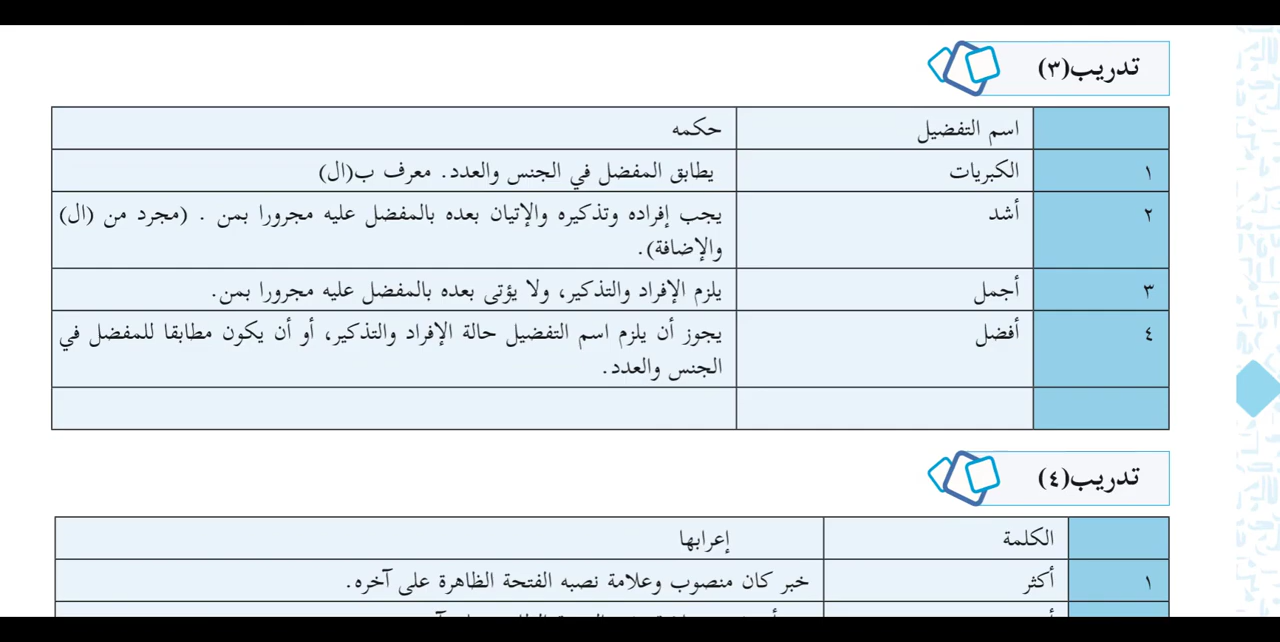 تدريب(٣)
اسم التفضيل حكمه
١ الكبريات يطابق المفضل في الجنس والعدد. معرف ب(ال)
٢ أشد يجب إفراده وتذكيره والإتيان بعده بالمفضل عليه مجرورا بمن . (مجرد من (ال)
والإضافة).
٣ أجمل يلزم الإفراد والتذكير، ولا يؤتى بعده بالمفضل عليه مجرورا بمن.
٤ أفضل يجوز أن يلزم اسم التفضيل حالة الإفراد والتذكير، أو أن يكون مطابقا للمفضل في
الجنس والعدد.
تدريب(٤)
الكلمة إعرابها
١ أكثر خبر كان منصوب وعلامة نصبه الفتحة الظاهرة على آخره.